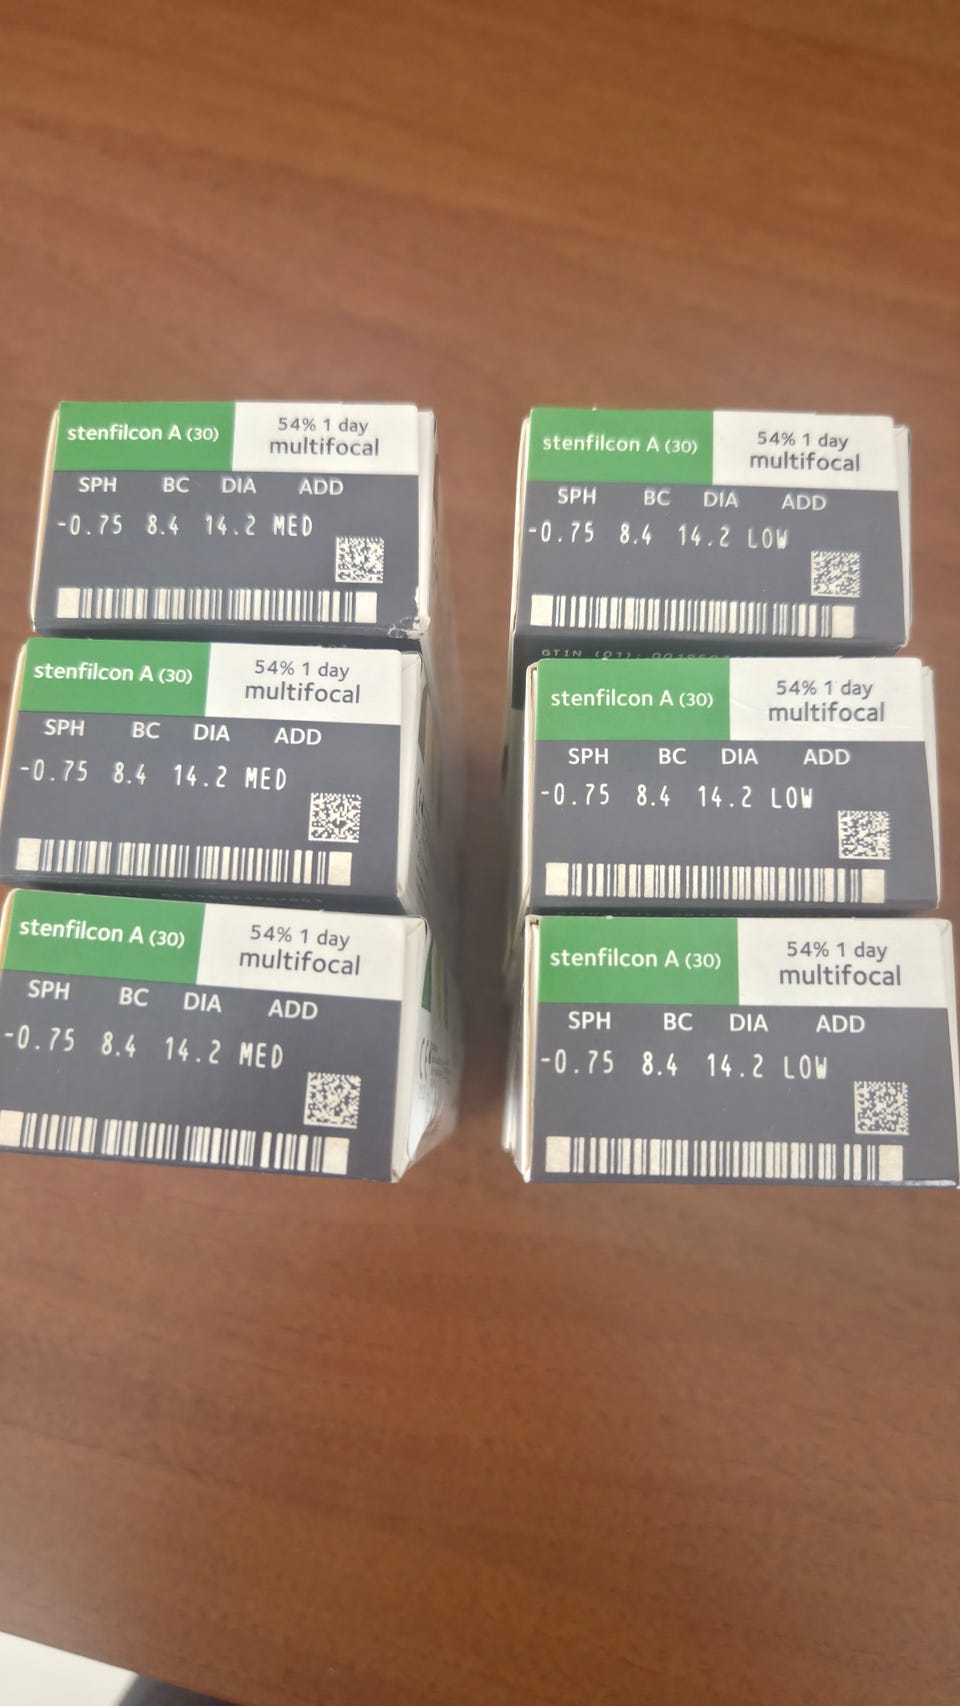 stenfilcon A (30)
54% 1 day
multifocal
SPH BC DIA ADD
-0.75 8.4 14.2 MED
stenfilcon A (30)
54% 1 day
multifocal
SPH BC DIA ADD
-0.75 8.4 14.2 MED
stenfilcon A (30)
54% 1 day
multifocal
SPH BC DIA ADD
-0.75 8.4 14.2 MED
stenfilcon A (30)
54% 1 day
multifocal
SPH BC DIA ADD
-0.75 8.4 14.2 LOW
GTIN (01):
stenfilcon A (30)
54% 1 day
multifocal
SPH BC DIA ADD
-0.75 8.4 14.2 LOW
stenfilcon A (30)
54% 1 day
multifocal
SPH BC DIA ADD
-0.75 8.4 14.2 LOW